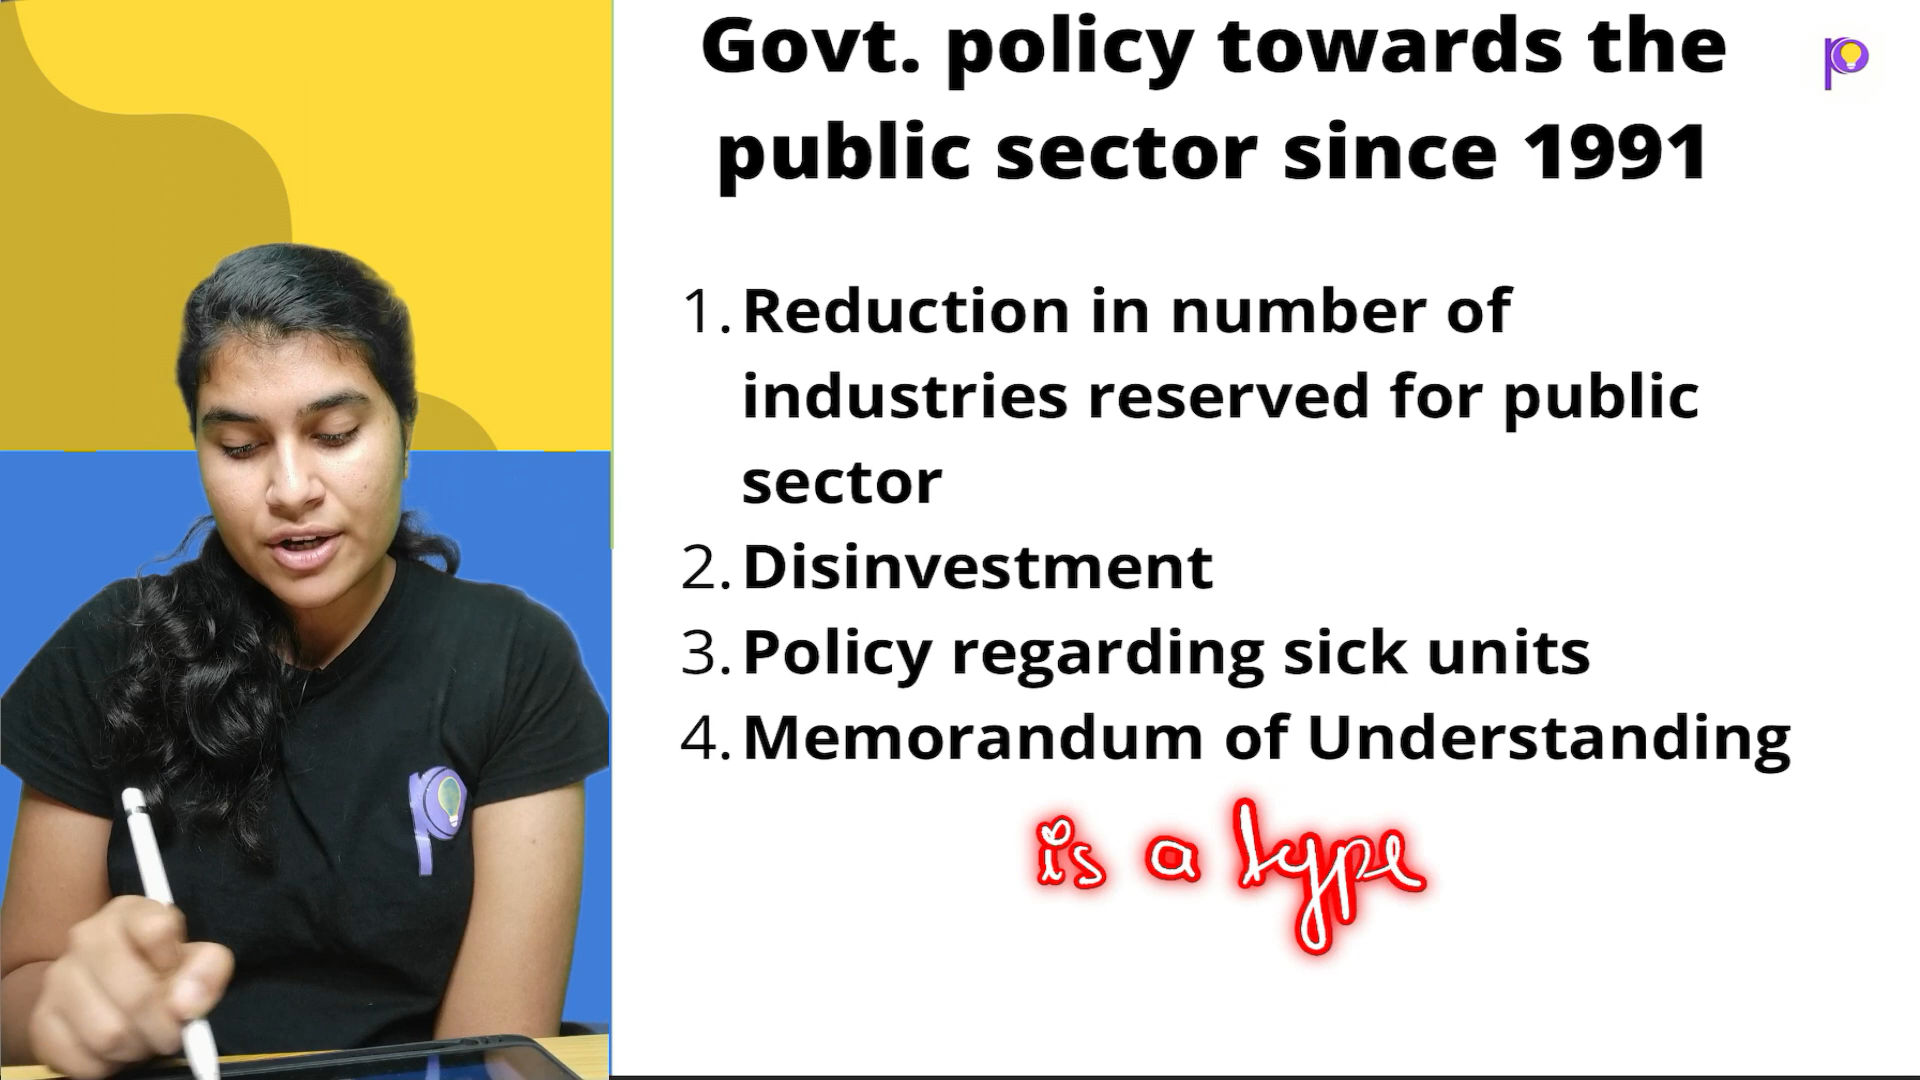 Govt. policy towards the
public sector since 1991
1. Reduction in number of
industries reserved for public
sector
2. Disinvestment
3. Policy regarding sick units
4. Memorandum of Understanding
is a type